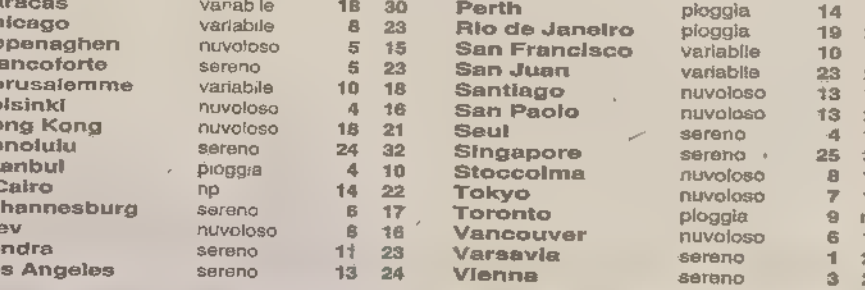 aracas variabile 18 30
hicago variabile 8 23
openaghen nuvoloso 5 15
ancoforte sereno 5 23
erusalemme variabile 10 18
elsinki nuvoloso 4 16
ong Kong nuvoloso 18 21
onolulu sereno 24 32
tanbul pioggia 4 10
Cairo np 14 22
hannesburg sereno 6 17
ev nuvoloso 6 16
ndra sereno 11 23
s Angeles sereno 13 24
Perth pioggia 14
Rio de Janeiro pioggia 19
San Francisco variabile 10
San Juan variabile 23
Santiago nuvoloso 13
San Paolo nuvoloso 13
Seul sereno 4
Singapore sereno 25
Stoccolma nuvoloso 8
Tokyo nuvoloso 7
Toronto pioggia 9
Vancouver nuvoloso 6
Varsavia sereno 1
Vienna sereno 3